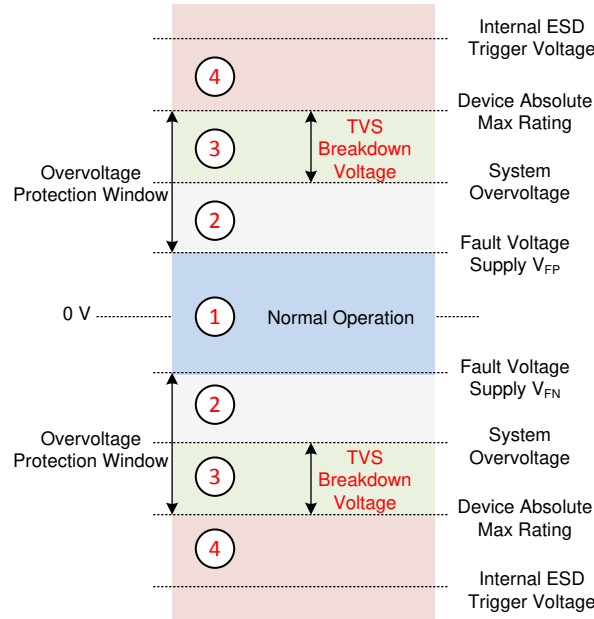 Internal ESD
Trigger Voltage
4
Device Absolute
Max Rating
TVS
Breakdown
Voltage
3
Overvoltage
Protection Window
System
Overvoltage
2
Fault Voltage
Supply VFP
0 V
1
Normal Operation
Fault Voltage
Supply VFN
2
System
Overvoltage
Overvoltage
Protection Window
TVS
Breakdown
Voltage
3
Device Absolute
Max Rating
4
Internal ESD
Trigger Voltage